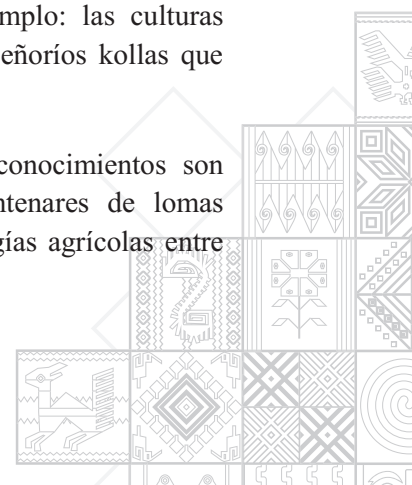 mplo: las culturas
eñoríos kollas que
conocimientos son
ntenares de lomas
gías agrícolas entre